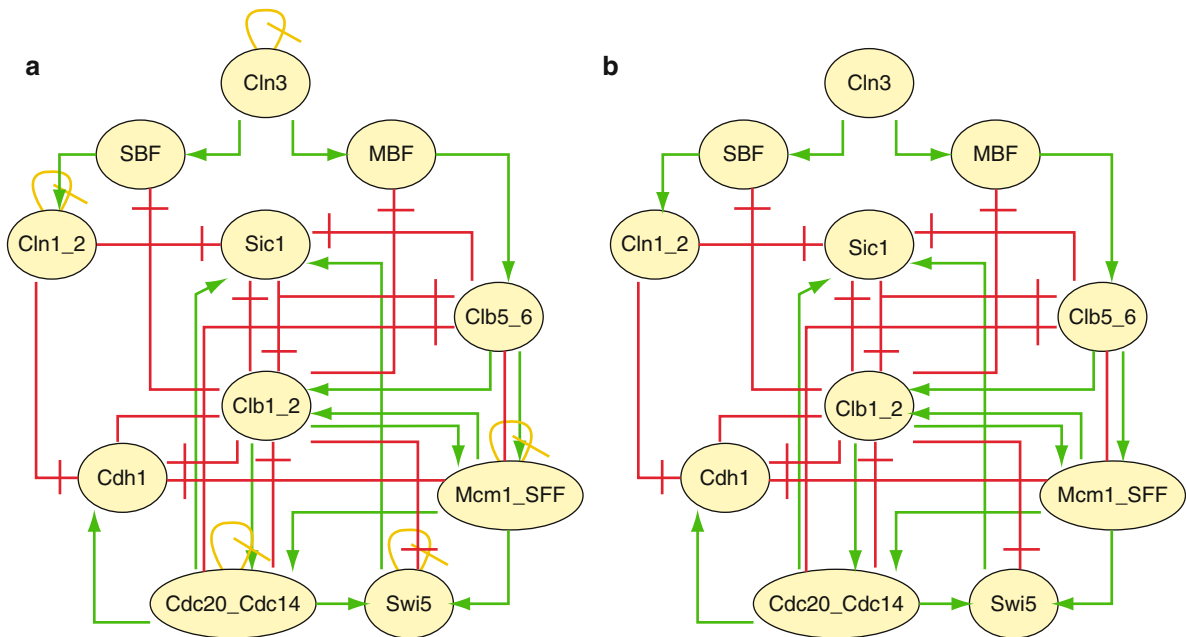 a
Cln3
SBF
MBF
Cln1_2
Sic1
Clb5_6
Clb1_2
Cdh1
Mcm1_SFF
Cdc20_Cdc14
Swi5
b
Cln3
SBF
MBF
Cln1_2
Sic1
Clb5_6
Clb1_2
Cdh1
Mcm1_SFF
Cdc20_Cdc14
Swi5